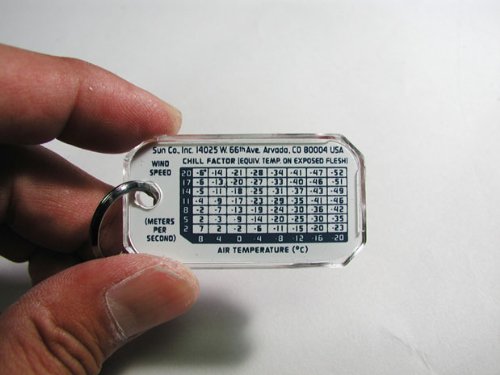 Sun Co., Inc. 14025 W. 66th Ave. Arvada, CO 80004 USA
WIND SPEED
CHILL FACTOR (EQUIV. TEMP. ON EXPOSED FLESH)
20 -14 -21 -28 -34 -41 -47 -52
17 -6 -13 -20 -27 -33 -40 -46 -51
14 -5 -11 -18 -25 -31 -37 -43 -49
11 -4 -9 -17 -23 -29 -35 -41
8 -2 -7 -13 -19 -24 -30 -36 -42
5 2 -9 -14 -20 -25 -30 -35
2 7 2 -2 -6 -11 -15 -20 -23
(METERS PER SECOND)
8 4 0 -4 -8 -12 -16 -20
AIR TEMPERATURE (°C)